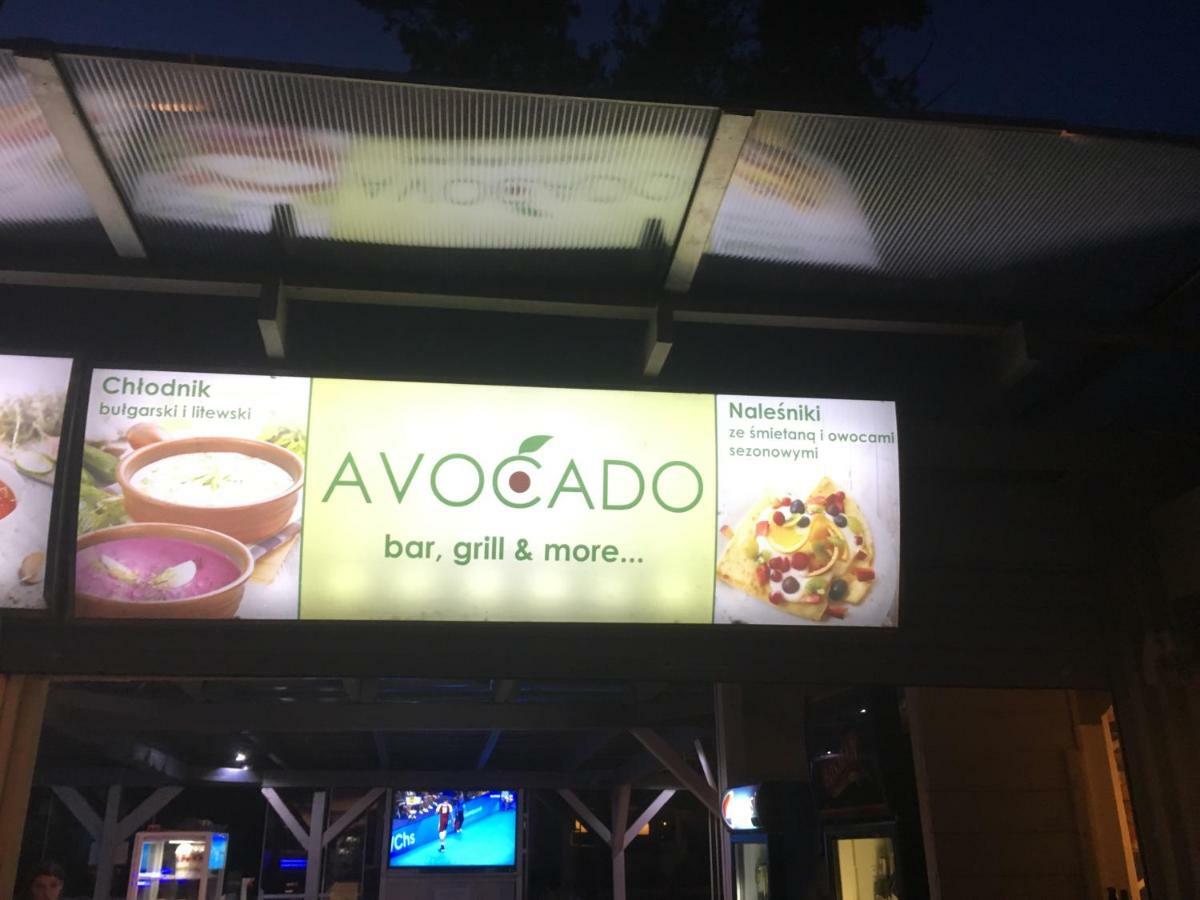 Chłodnik
bułgarski i litewski
AVOCADO
bar, grill & more...
Naleśniki
ze śmietaną i owocami
sezonowymi